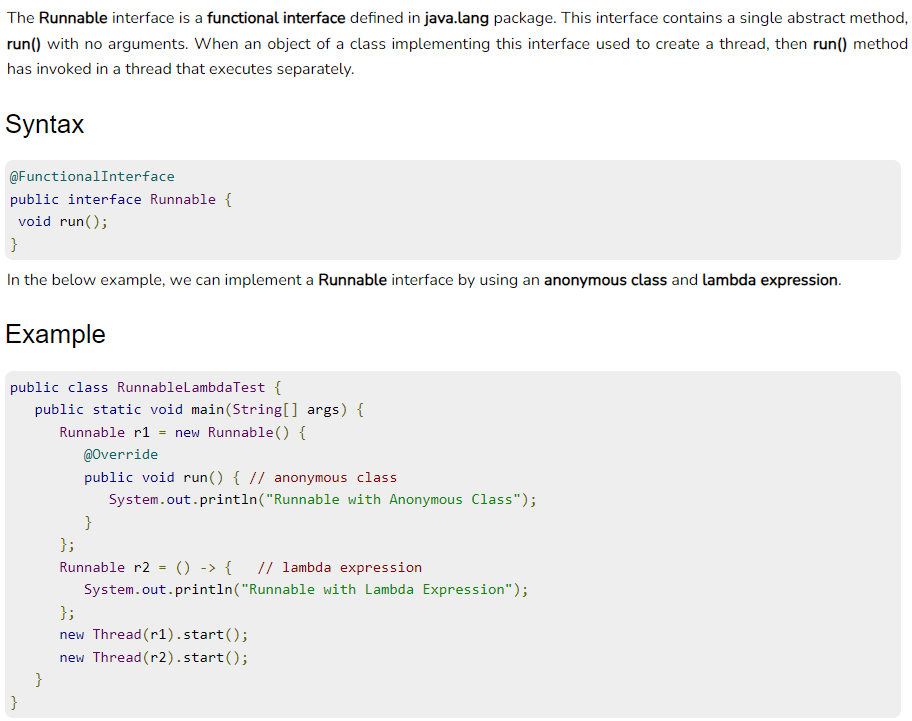 The Runnable interface is a functional interface defined in java.lang package. This interface contains a single abstract method,
run() with no arguments. When an object of a class implementing this interface used to create a thread, then run() method
has invoked in a thread that executes separately.
Syntax
@FunctionalInterface
public interface Runnable {
 void run();
}
In the below example, we can implement a Runnable interface by using an anonymous class and lambda expression.
Example
public class RunnableLambdaTest {
   public static void main(String[] args) {
      Runnable r1 = new Runnable() {
         @Override
         public void run() { // anonymous class
            System.out.println("Runnable with Anonymous Class");
         }
      };
      Runnable r2 = () -> {   // lambda expression
         System.out.println("Runnable with Lambda Expression");
      };
      new Thread(r1).start();
      new Thread(r2).start();
   }
}